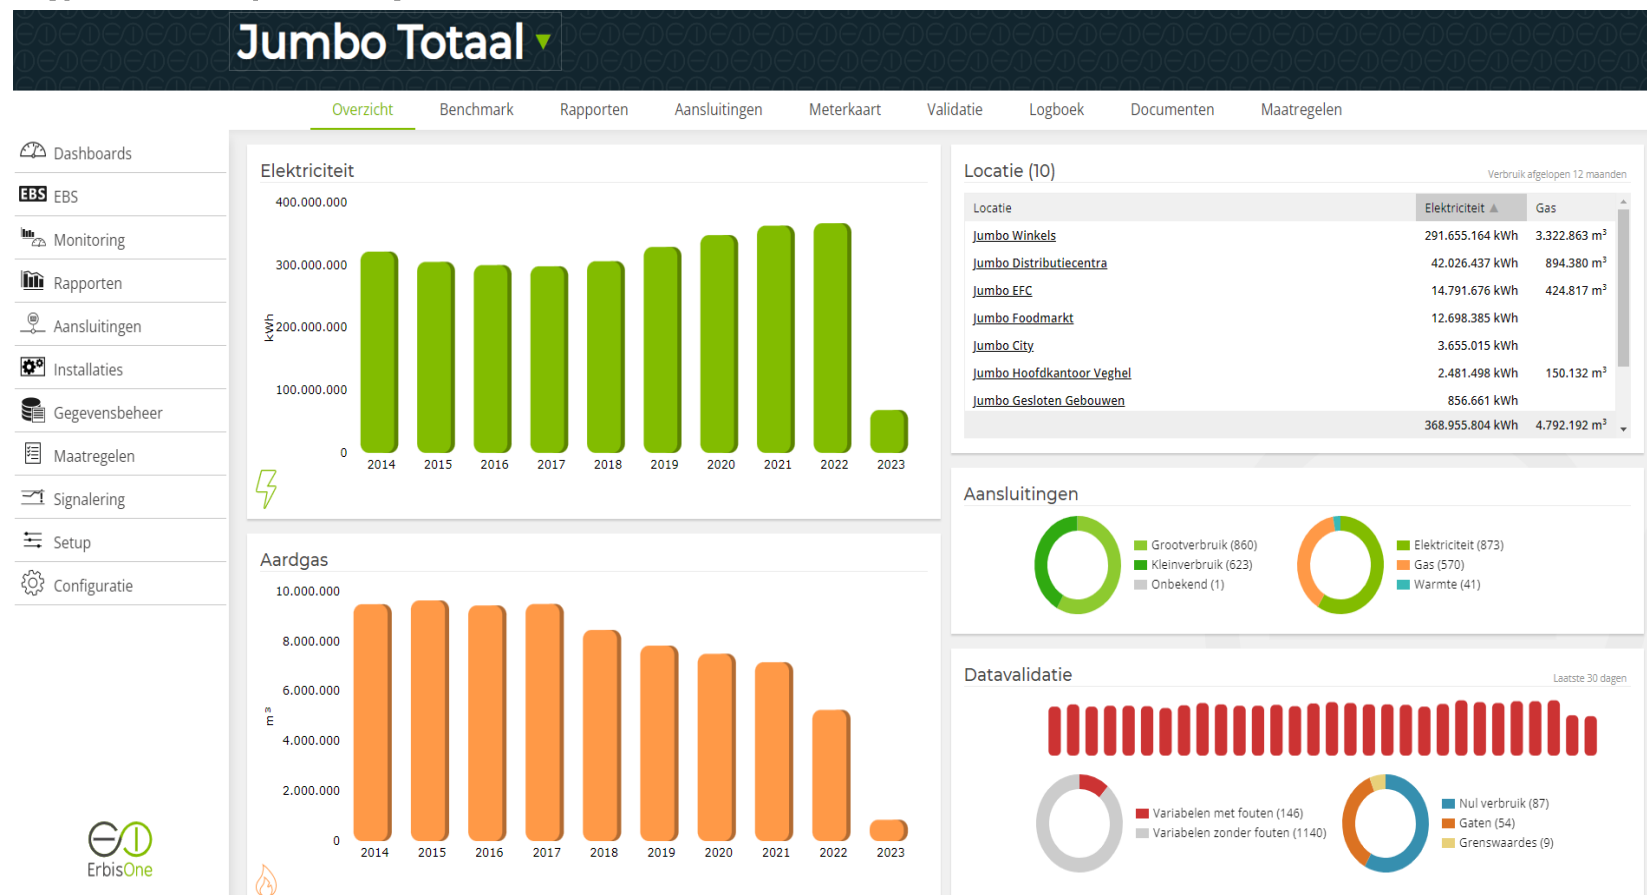 Jumbo Totaal
Overzicht Benchmark Rapporten Aansluitingen Meterkaart Validatie Logboek Documenten Maatregelen
Dashboards
EBS EBS
Monitoring
Rapporten
Aansluitingen
Installaties
Gegevensbeheer
Maatregelen
Signalering
Setup
Configuratie
ErbisOne
Elektriciteit
400.000.000
300.000.000
200.000.000
100.000.000
0
kWh
2014 2015 2016 2017 2018 2019 2020 2021 2022 2023
Aardgas
10.000.000
8.000.000
6.000.000
4.000.000
2.000.000
0
m³
2014 2015 2016 2017 2018 2019 2020 2021 2022 2023
Locatie (10) Verbruik afgelopen 12 maanden
Locatie Elektriciteit Gas
Jumbo Winkels 291.655.164 kWh 3.322.863 m³
Jumbo Distributiecentra 42.026.437 kWh 894.380 m³
Jumbo EFC 14.791.676 kWh 424.817 m³
Jumbo Foodmarkt 12.698.385 kWh
Jumbo City 3.655.015 kWh
Jumbo Hoofdkantoor Veghel 2.481.498 kWh 150.132 m³
Jumbo Gesloten Gebouwen 856.661 kWh
368.955.804 kWh 4.792.192 m³
Aansluitingen
Grootverbruik (860)
Kleinverbruik (623)
Onbekend (1)
Elektriciteit (873)
Gas (570)
Warmte (41)
Datavalidatie Laatste 30 dagen
Variabelen met fouten (146)
Variabelen zonder fouten (1140)
Nul verbruik (87)
Gaten (54)
Grenswaardes (9)